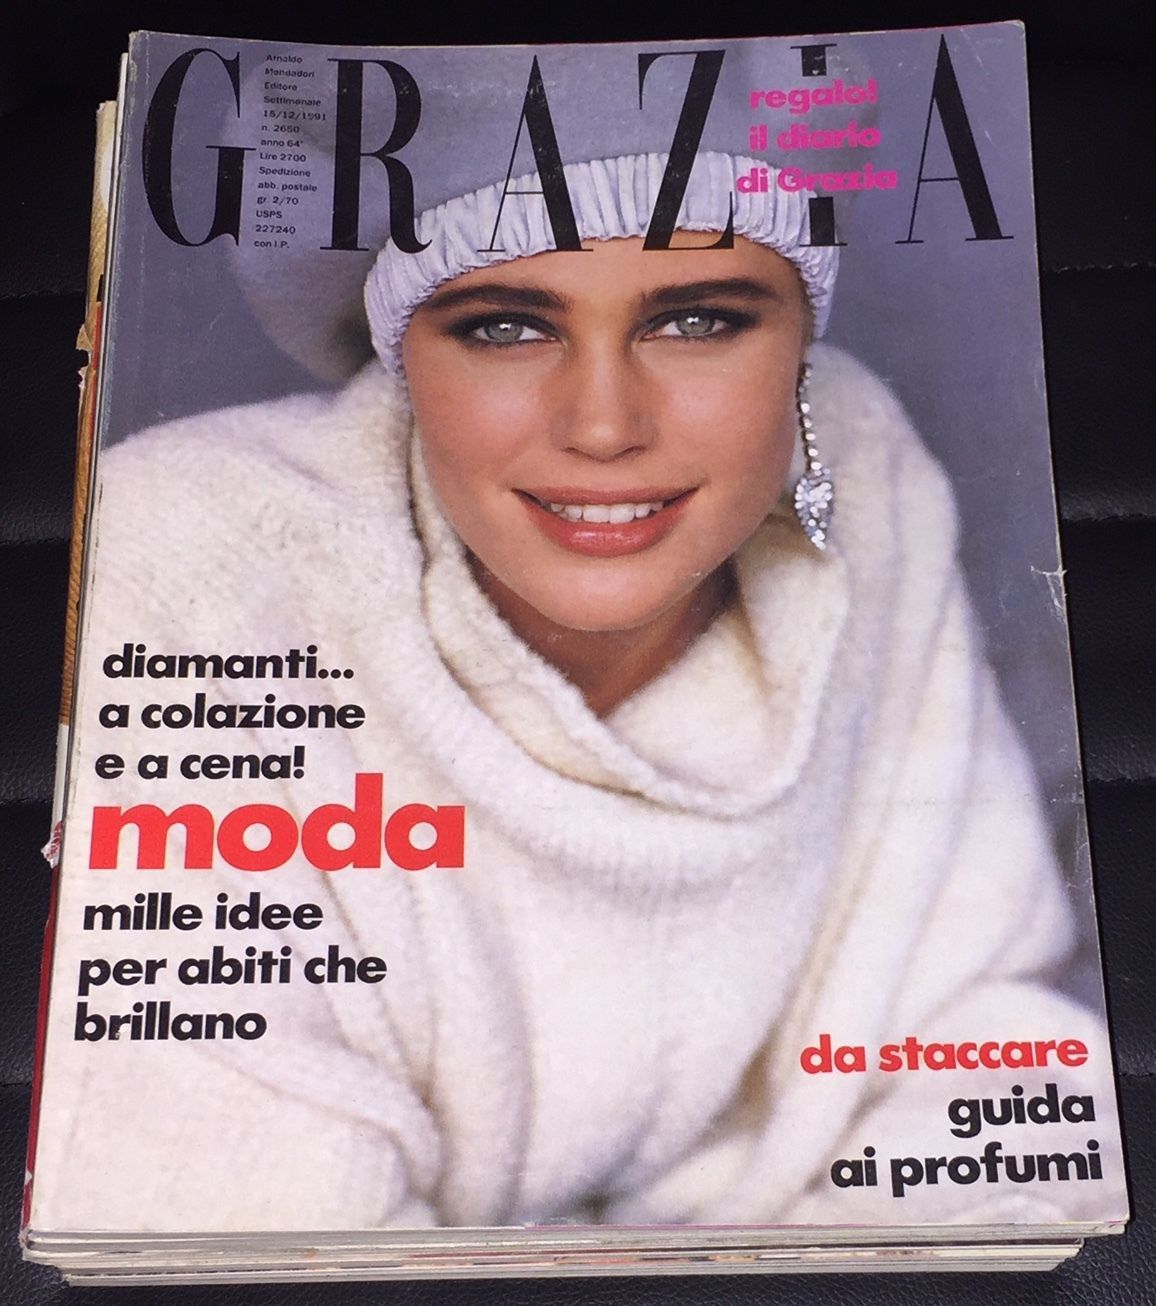 GRAZIA
Arnoldo
Mondadori
Editore
Settimanale
15/12/1991
n. 2650
anno 64°
Lire 2700
Spedizione
abb. postale
gr. 2/70
USPS
227240
con I.P.
regalo!
il diario
di Grazia
diamanti...
a colazione
e a cena!
moda
mille idee
per abiti che
brillano
da staccare
guida
ai profumi